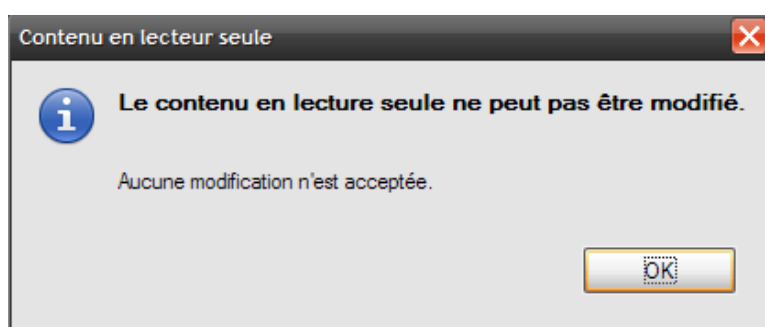 Contenu en lecteur seule
Le contenu en lecture seule ne peut pas être modifié.
Aucune modification n'est acceptée.
OK